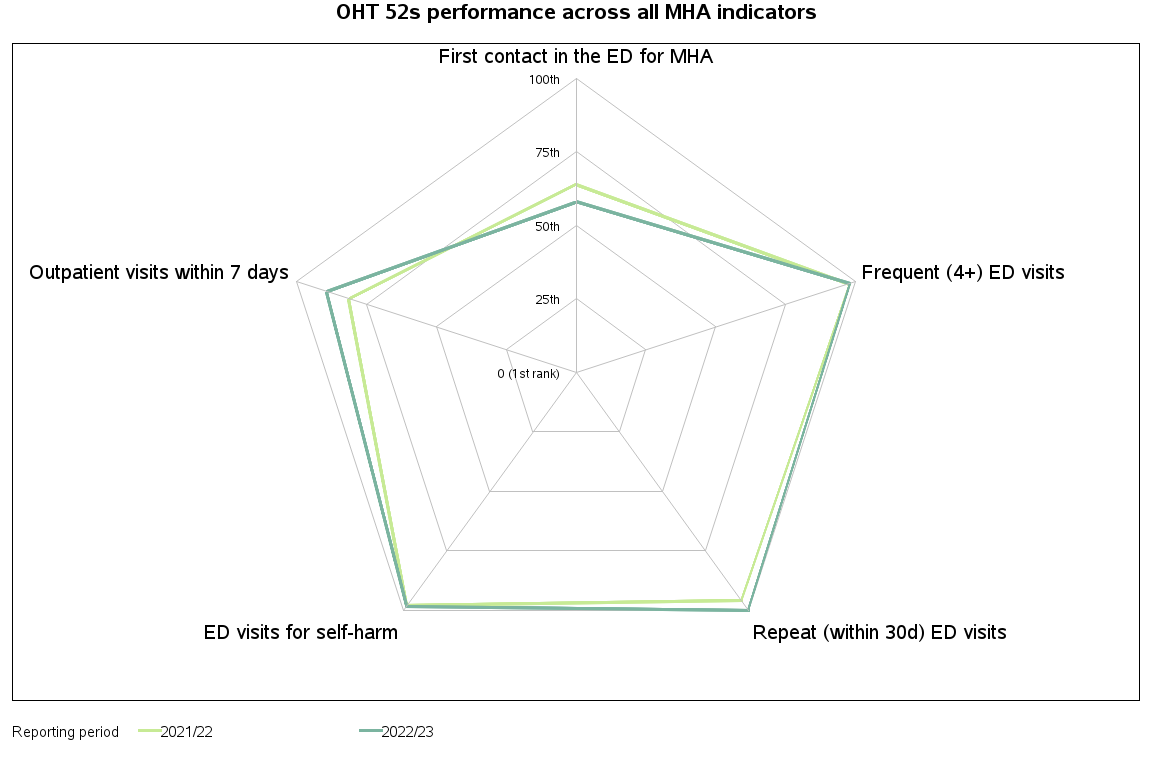 OHT 52s performance across all MHA indicators
First contact in the ED for MHA
100th
75th
50th
25th
0 (1st rank)
Outpatient visits within 7 days
Frequent (4+) ED visits
ED visits for self-harm
Repeat (within 30d) ED visits
Reporting period 2021/22 2022/23